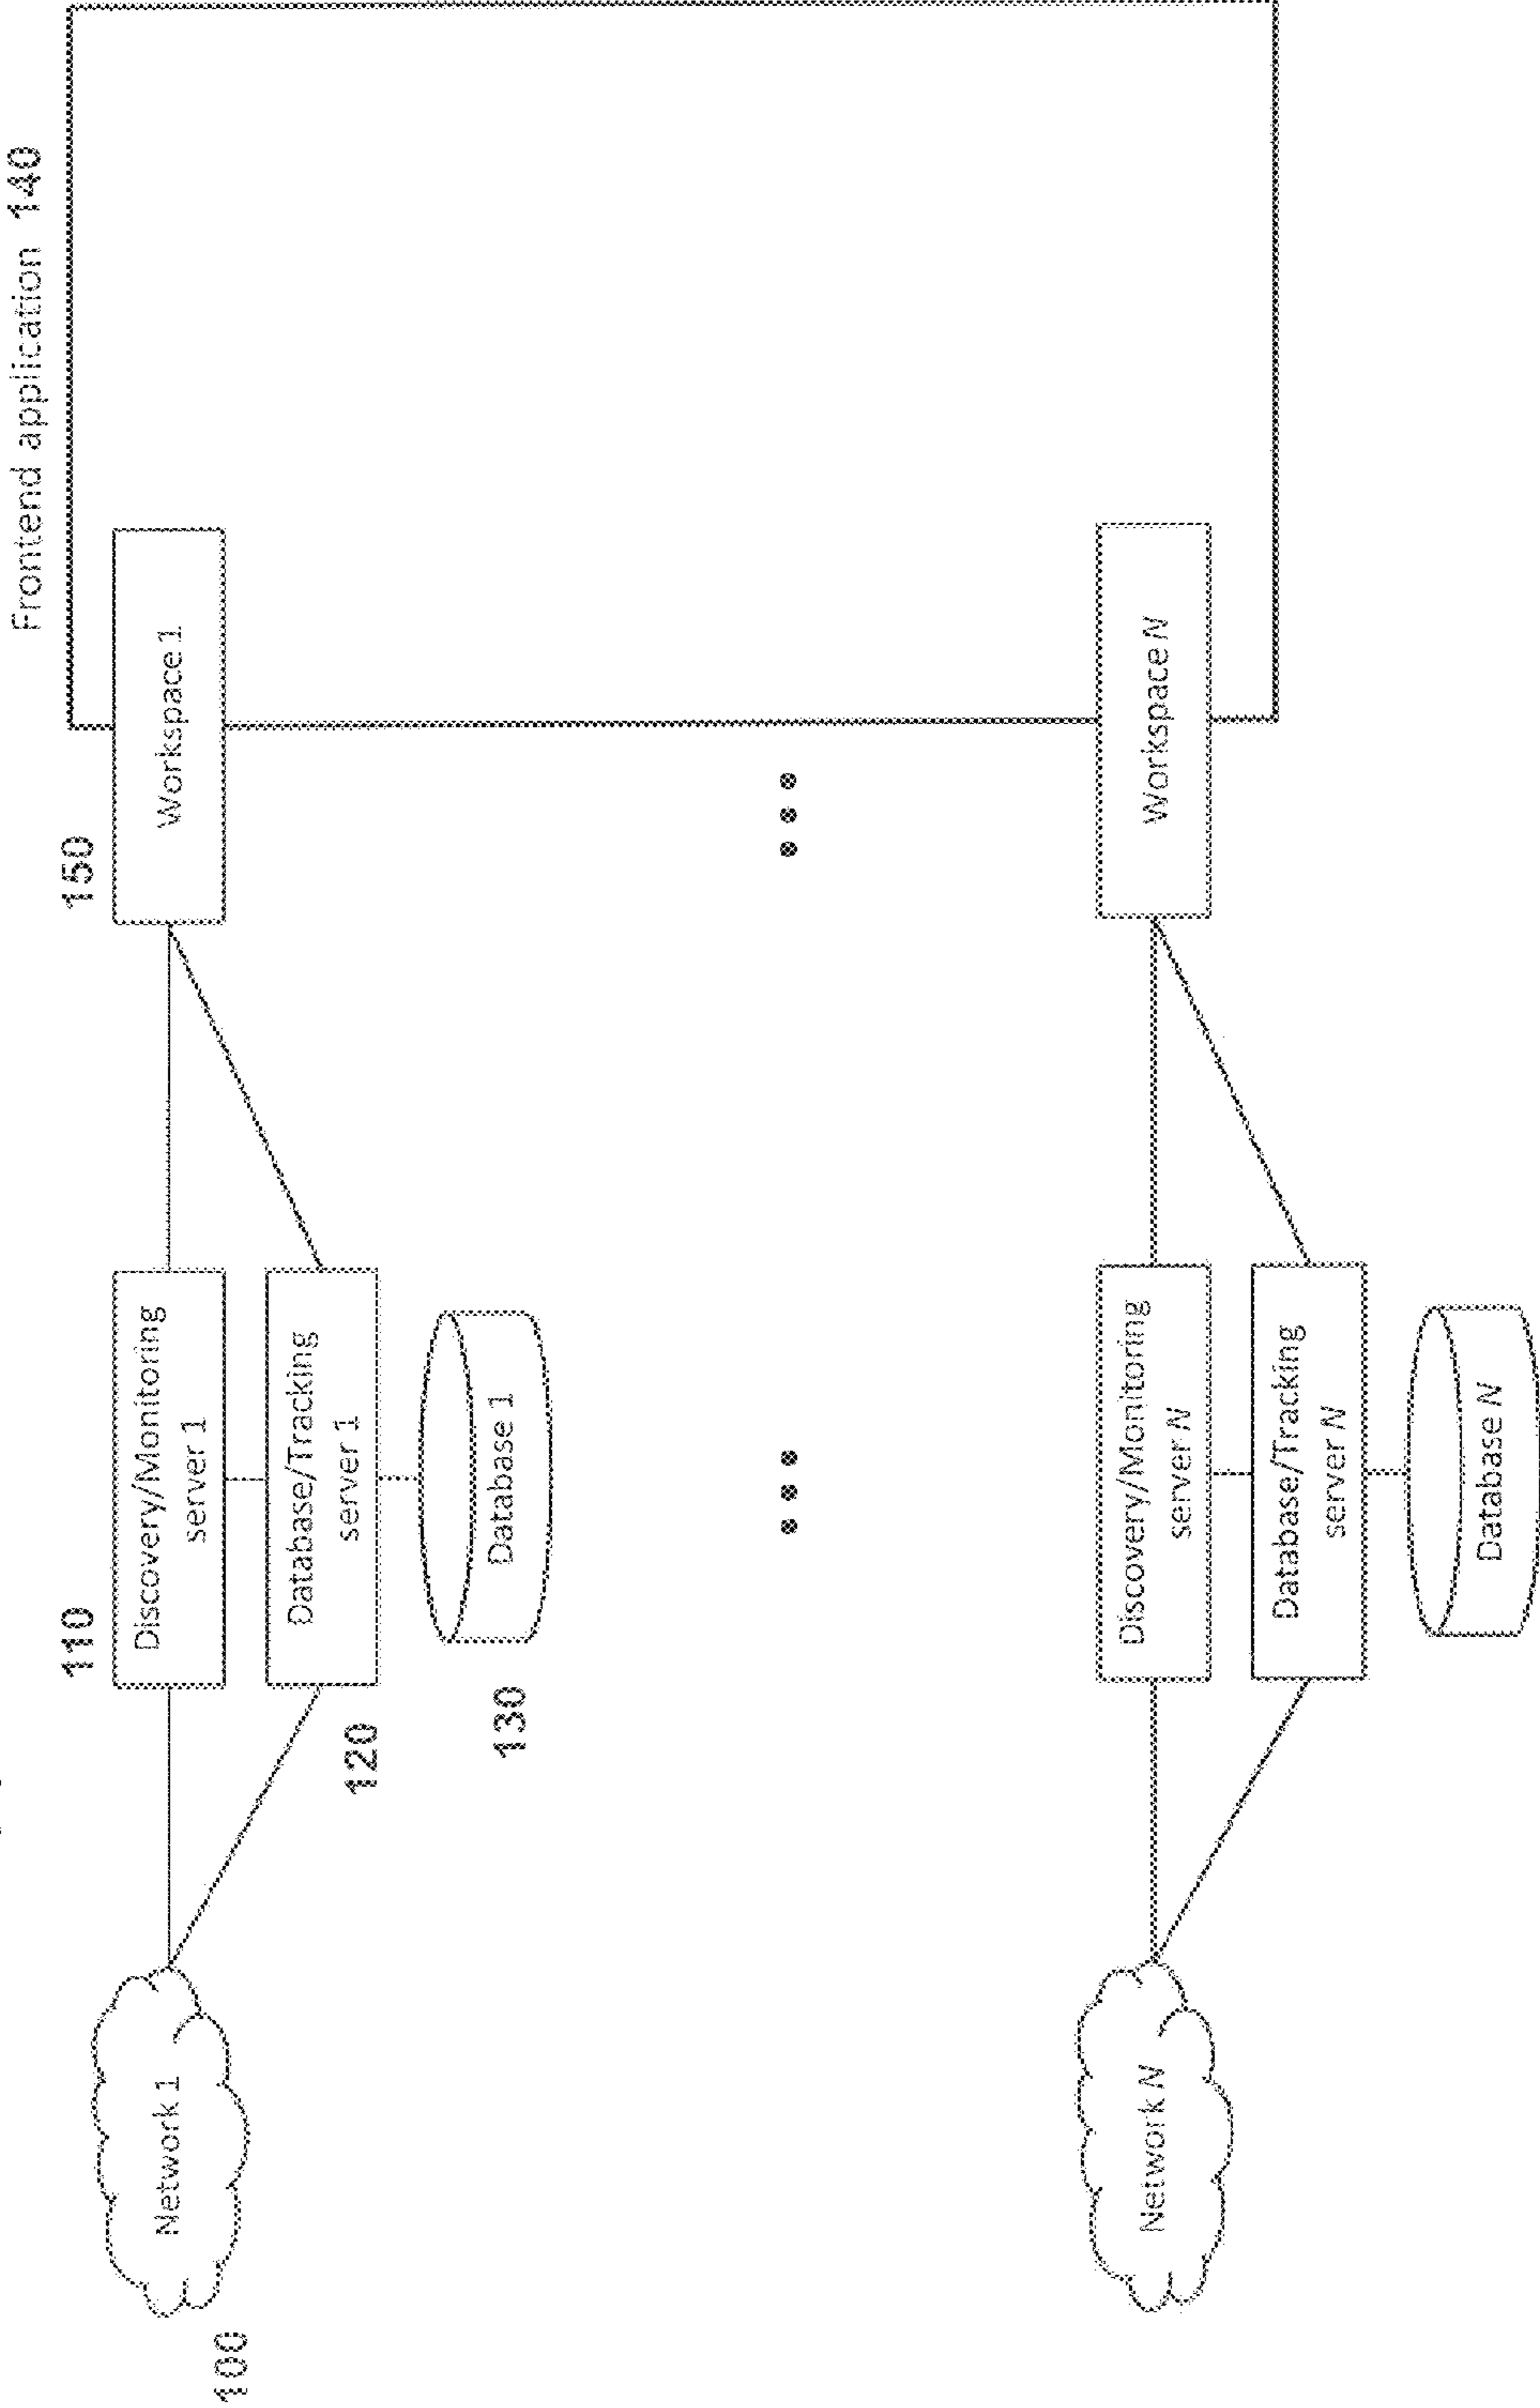 Frontend application 140
100
Network 1
110
Discovery/Monitoring
server 1
120
Database/Tracking
server 1
130
Database 1
150
Workspace 1
Network N
Discovery/Monitoring
server N
Database/Tracking
server N
Database N
Workspace N